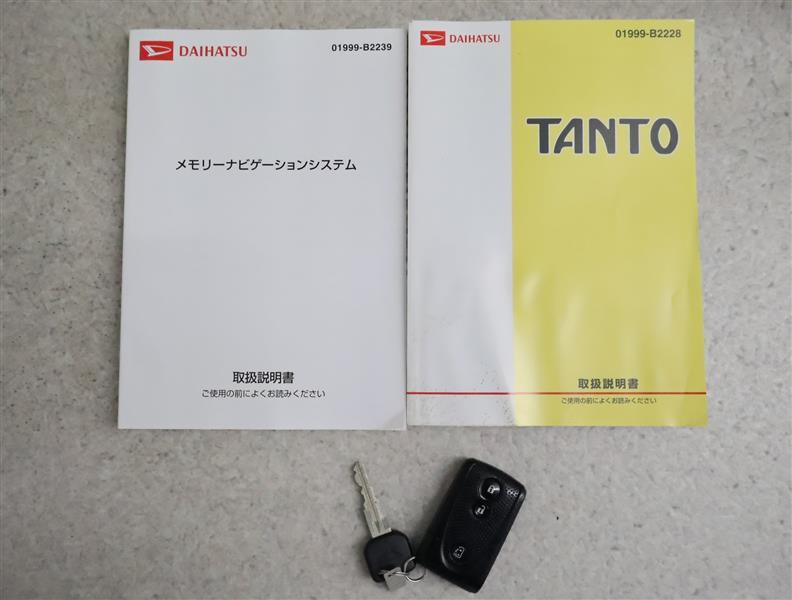 DAIHATSU
01999-B2239
メモリーナビゲーションシステム
取扱説明書
ご使用の前によくお読みください
DAIHATSU
01999-B2228
TANTO
取扱説明書
ご使用の前によくお読みください